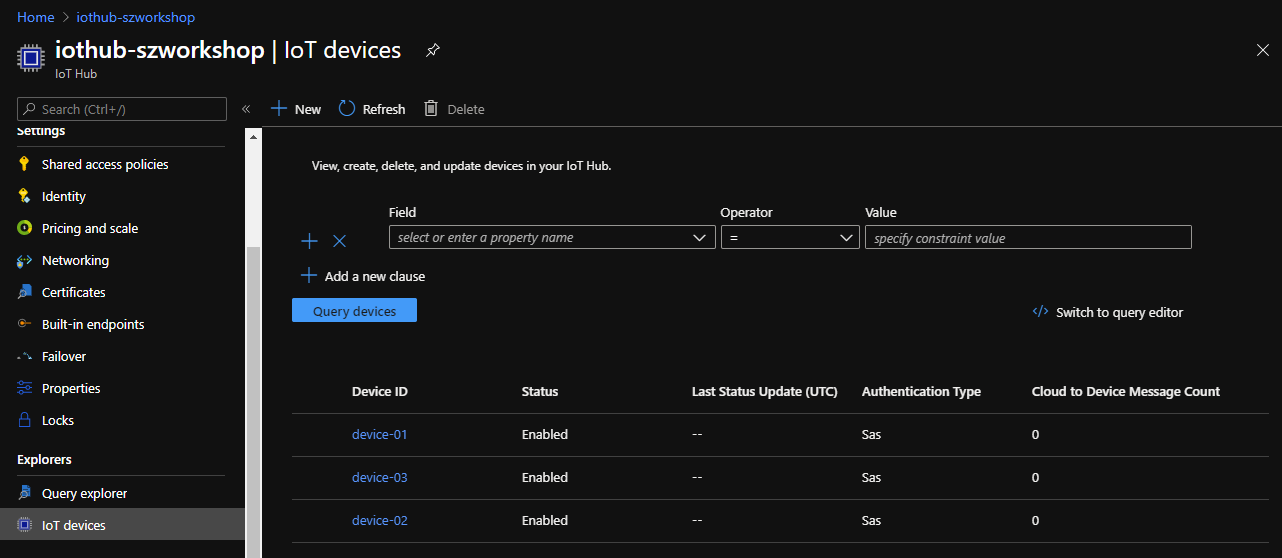 Home > iothub-szworkshop
iothub-szworkshop | IoT devices
IoT Hub
Search (Ctrl+/)
«
New
Refresh
Delete
Settings
Shared access policies
Identity
Pricing and scale
Networking
Certificates
Built-in endpoints
Failover
Properties
Locks
Explorers
Query explorer
IoT devices
View, create, delete, and update devices in your IoT Hub.
Field Operator Value
select or enter a property name = specify constraint value
Add a new clause
Query devices
</> Switch to query editor
Device ID Status Last Status Update (UTC) Authentication Type Cloud to Device Message Count
device-01 Enabled -- Sas 0
device-03 Enabled -- Sas 0
device-02 Enabled -- Sas 0